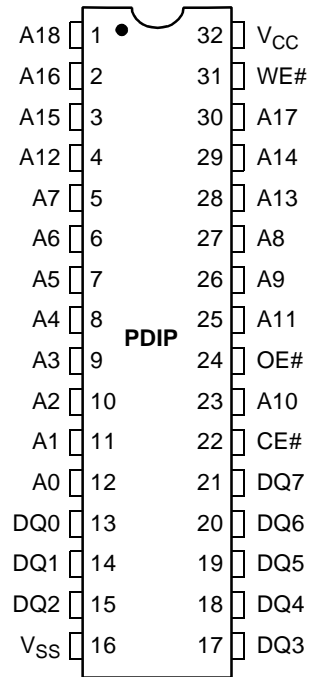 A18 1 32 VCC
A16 2 31 WE#
A15 3 30 A17
A12 4 29 A14
A7 5 28 A13
A6 6 27 A8
A5 7 26 A9
A4 8 25 A11
PDIP
A3 9 24 OE#
A2 10 23 A10
A1 11 22 CE#
A0 12 21 DQ7
DQ0 13 20 DQ6
DQ1 14 19 DQ5
DQ2 15 18 DQ4
VSS 16 17 DQ3